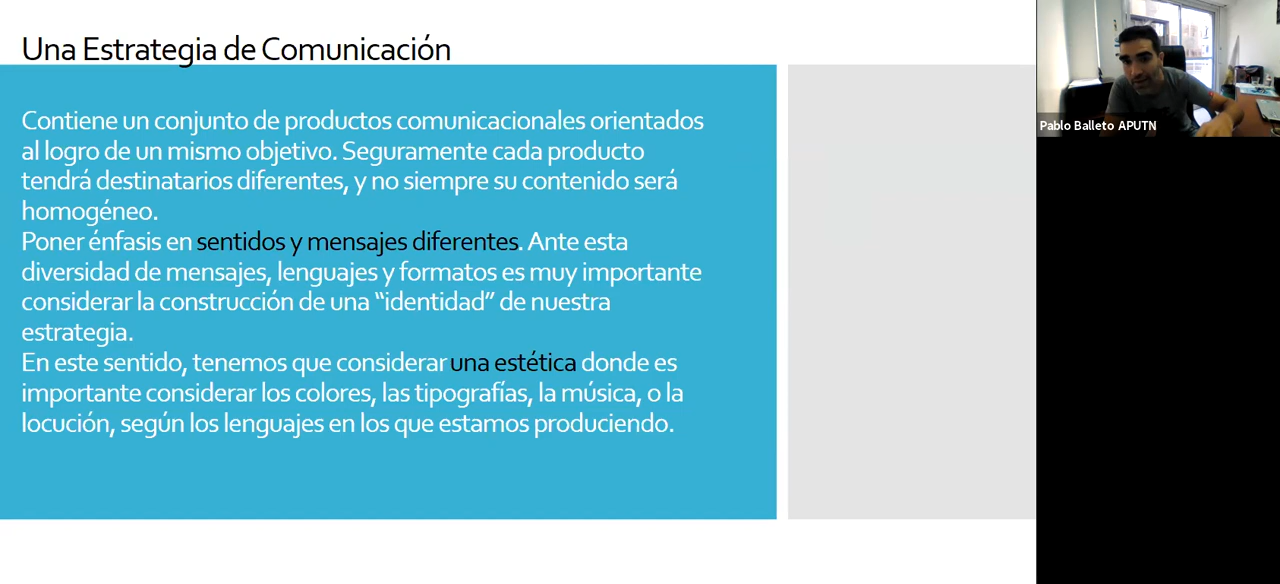 Una Estrategia de Comunicación
Contiene un conjunto de productos comunicacionales orientados
al logro de un mismo objetivo. Seguramente cada producto
tendrá destinatarios diferentes, y no siempre su contenido será
homogéneo.
Poner énfasis en sentidos y mensajes diferentes. Ante esta
diversidad de mensajes, lenguajes y formatos es muy importante
considerar la construcción de una “identidad” de nuestra
estrategia.
En este sentido, tenemos que considerar una estética donde es
importante considerar los colores, las tipografías, la música, o la
locución, según los lenguajes en los que estamos produciendo.
Pablo Balleto APUTN